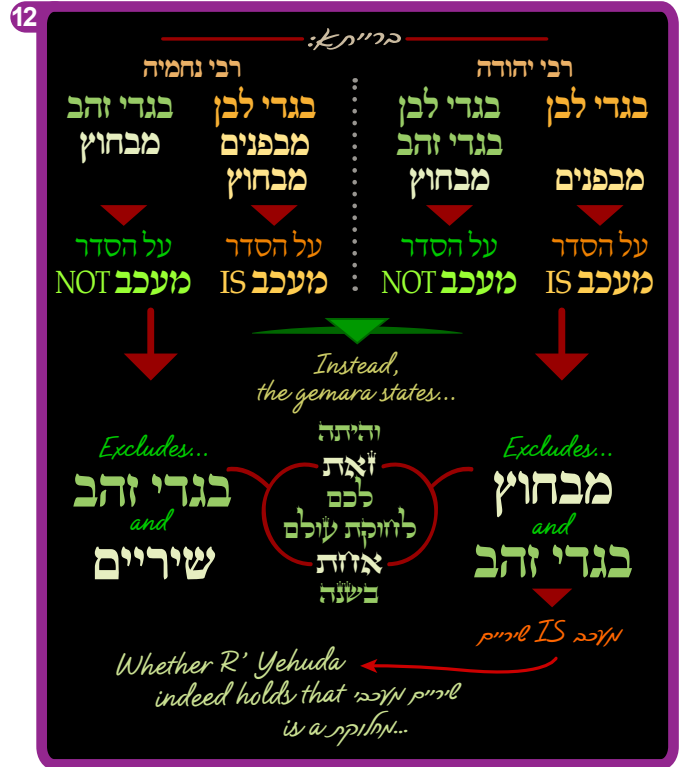 12
ברייתא:
רבי יהודה
בגדי לבן
מבפנים
על הסדר
IS מעכב
בגדי לבן
בגדי זהב
מבחוץ
על הסדר
NOT מעכב
רבי נחמיה
בגדי לבן
מבפנים
מבחוץ
על הסדר
IS מעכב
בגדי זהב
מבחוץ
על הסדר
NOT מעכב
Instead,
the gemara states...
והיתה
זאת
לכם
לחוקת עולם
אחת
בשנה
Excludes...
מבחוץ
and
בגדי זהב
מעכב IS שיריים
Excludes...
בגדי זהב
and
שיריים
Whether R' Yehuda
indeed holds that שיריים מעכבי
is a מחלוקת...